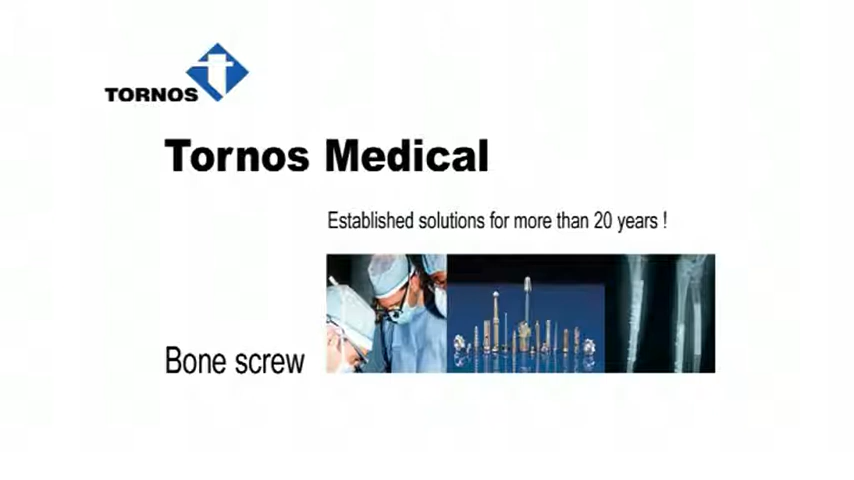 TORNOS
Tornos Medical
Established solutions for more than 20 years !
Bone screw